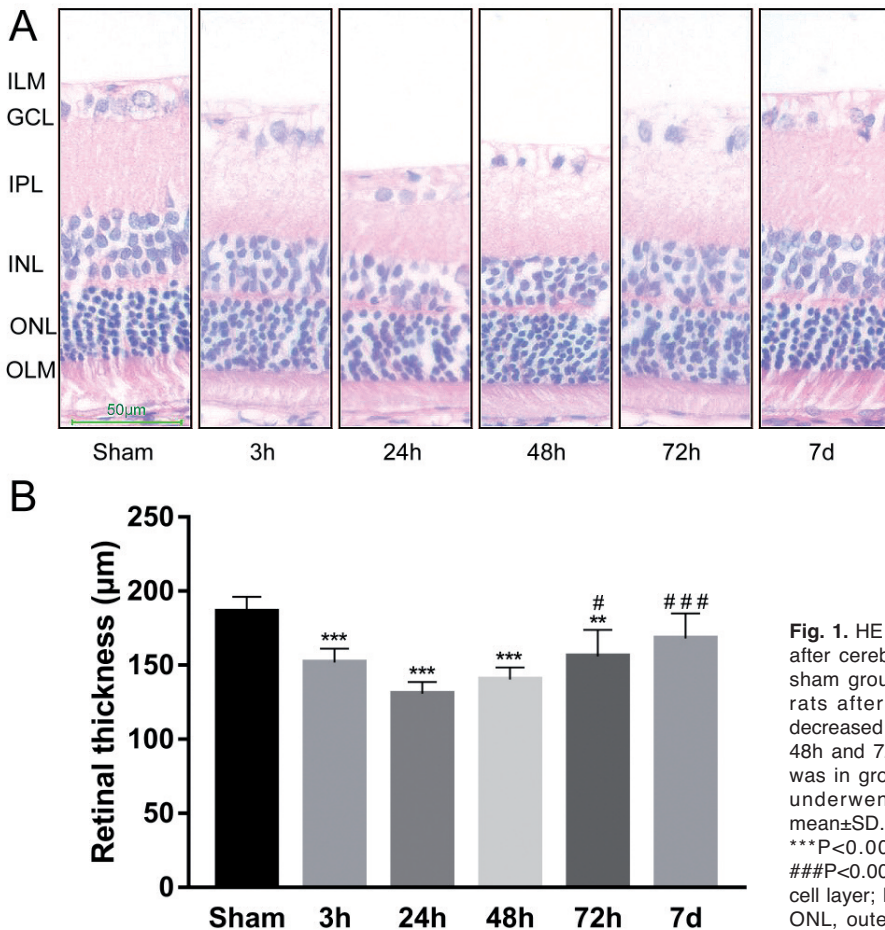 A
ILM
GCL
IPL
INL
ONL
OLM
50µm
Sham 3h 24h 48h 72h 7d
B
Retinal thickness (µm)
250
200
150
100
50
0
*** *** *** # ** ###
Sham 3h 24h 48h 72h 7d
Fig. 1. HE
after cereb
sham grou
rats after
decreased
48h and 7
was in gro
underwen
mean±SD.
***P<0.00
###P<0.00
cell layer; 
ONL, oute